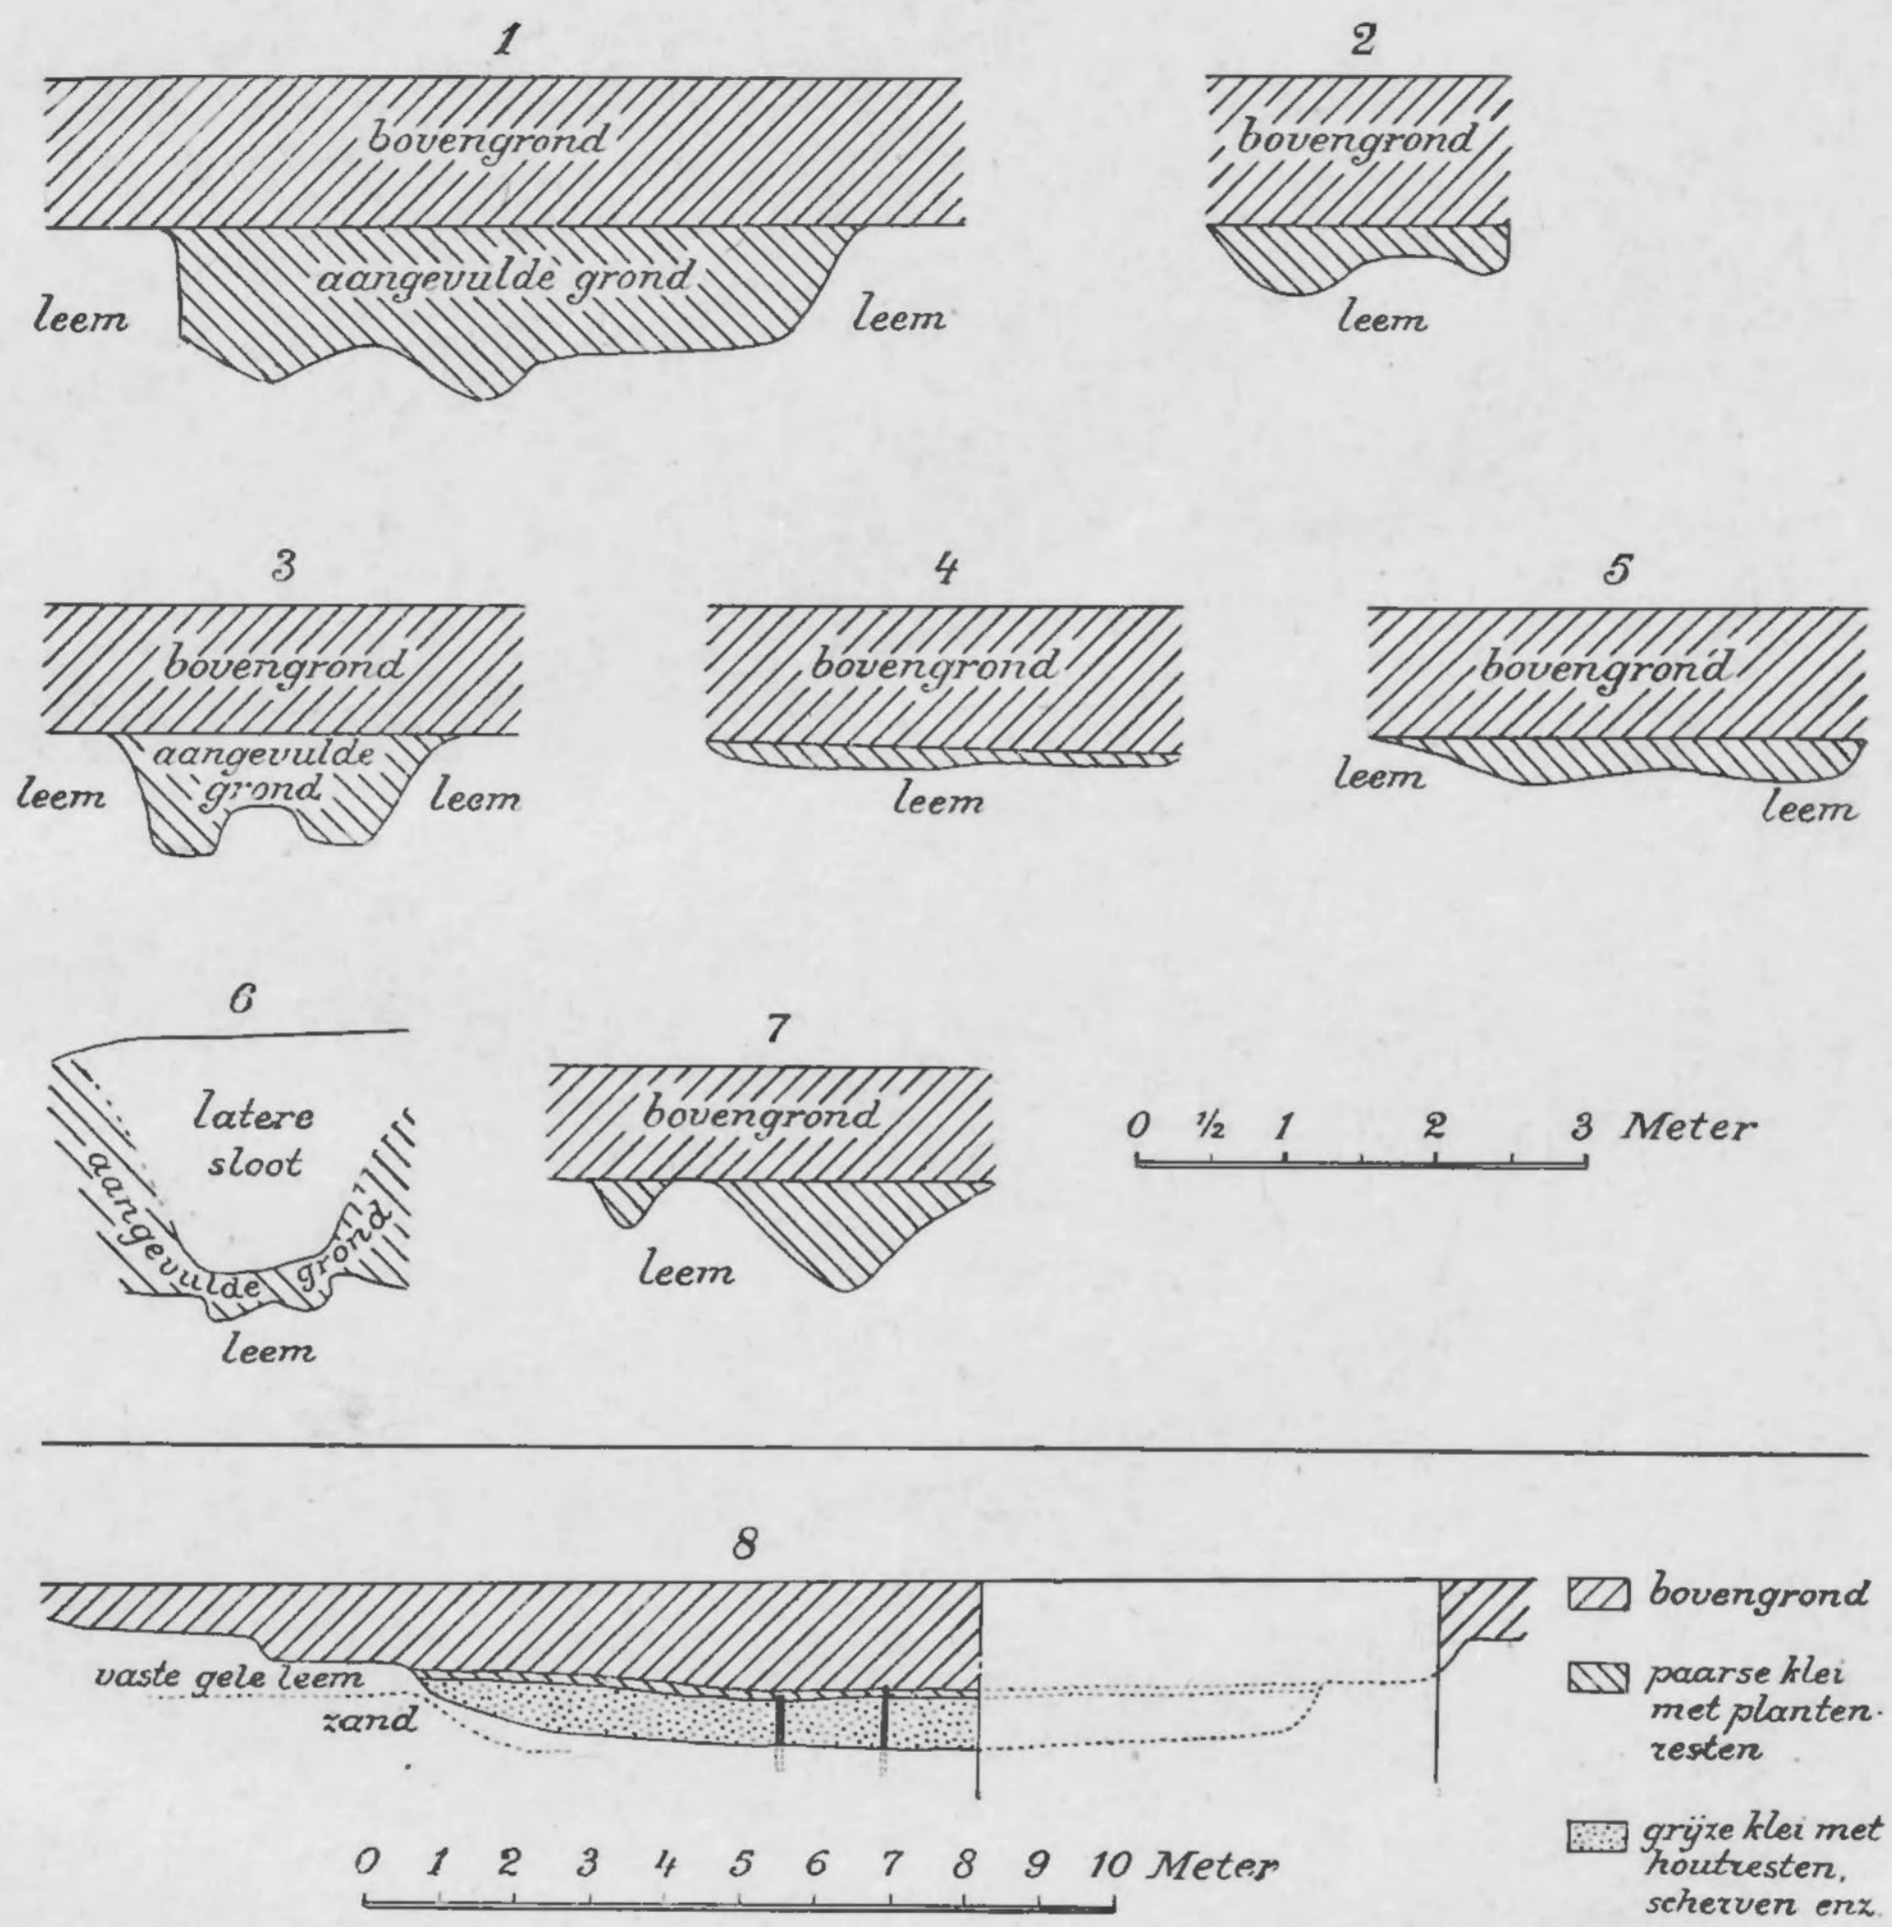 1
bovengrond
aangevulde grond
leem
leem
2
bovengrond
leem
3
bovengrond
aangevulde
grond
leem
leem
4
bovengrond
leem
5
bovengrond
leem
leem
6
latere
sloot
aangevulde grond
leem
7
bovengrond
leem
0 ½ 1 2 3 Meter
8
vaste gele leem
zand
bovengrond
paarse klei
met planten-
resten
grijze klei met
houtresten,
scherven enz.
0 1 2 3 4 5 6 7 8 9 10 Meter